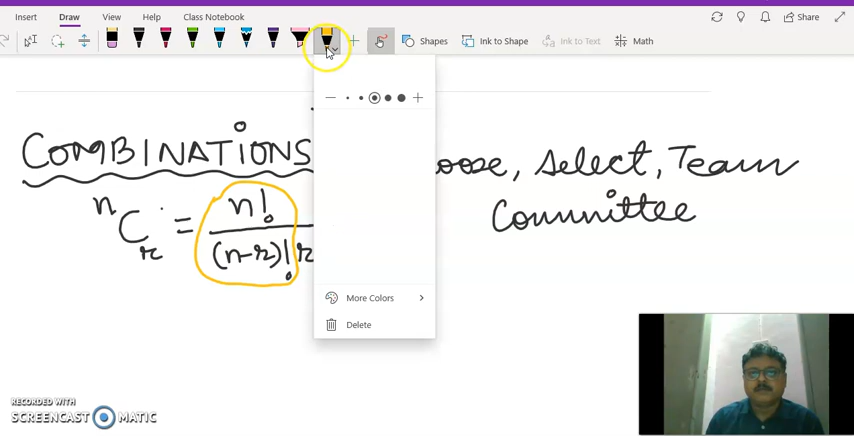 Insert Draw View Help Class Notebook Share
Shapes Ink to Shape Ink to Text Math
COMBINATIONS oose, Select, Team
Committee
nCr = n!
(n-r)! r
More Colors
Delete
RECORDED WITH
SCREENCAST MATIC